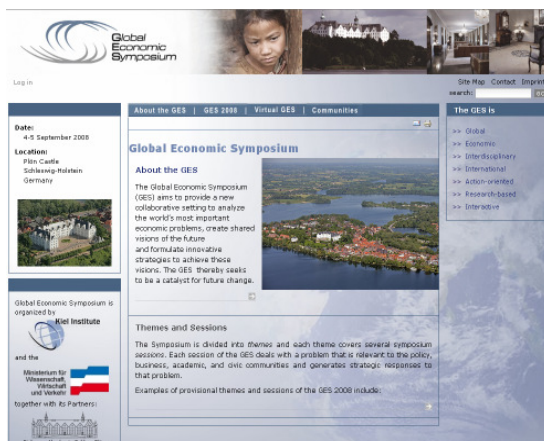 Global
Economic
Symposium
Log in
Site Map Contact Imprint
search:
About the GES | GES 2008 | Virtual GES | Communities
The GES is
Date:
4-5 September 2008
Location:
Plön Castle
Schleswig-Holstein
Germany
Global Economic Symposium is
organized by
Kiel Institute
and the
Ministerium für
Wissenschaft,
Wirtschaft
und Verkehr
together with its Partners:
Global Economic Symposium
About the GES
The Global Economic Symposium
(GES) aims to provide a new
collaborative setting to analyze
the world's most important
economic problems, create shared
visions of the future
and formulate innovative
strategies to achieve these
visions. The GES thereby seeks
to be a catalyst for future change.
Themes and Sessions
The Symposium is divided into themes and each theme covers several symposium
sessions. Each session of the GES deals with a problem that is relevant to the policy,
business, academic, and civic communities and generates strategic responses to
that problem.
Examples of provisional themes and sessions of the GES 2008 include:
>> Global
>> Economic
>> Interdisciplinary
>> International
>> Action-oriented
>> Research-based
>> Interactive